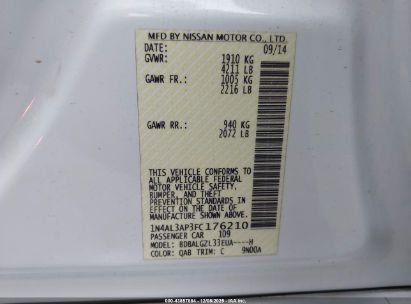 MFD BY NISSAN MOTOR CO., LTD.
DATE: 09/14
GVWR: 1910 KG
4211 LB
GAWR FR.: 1005 KG
2216 LB
GAWR RR.: 940 KG
2072 LB
THIS VEHICLE CONFORMS TO
ALL APPLICABLE FEDERAL
MOTOR VEHICLE SAFETY,
BUMPER, AND THEFT
PREVENTION STANDARDS IN
EFFECT ON THE DATE OF
MANUFACTURE SHOWN ABOVE.
1N4AL3AP3FC176210
PASSENGER CAR 109
MODEL: BDBALGZL33EUA----H
COLOR: QAB TRIM: C 9N00A